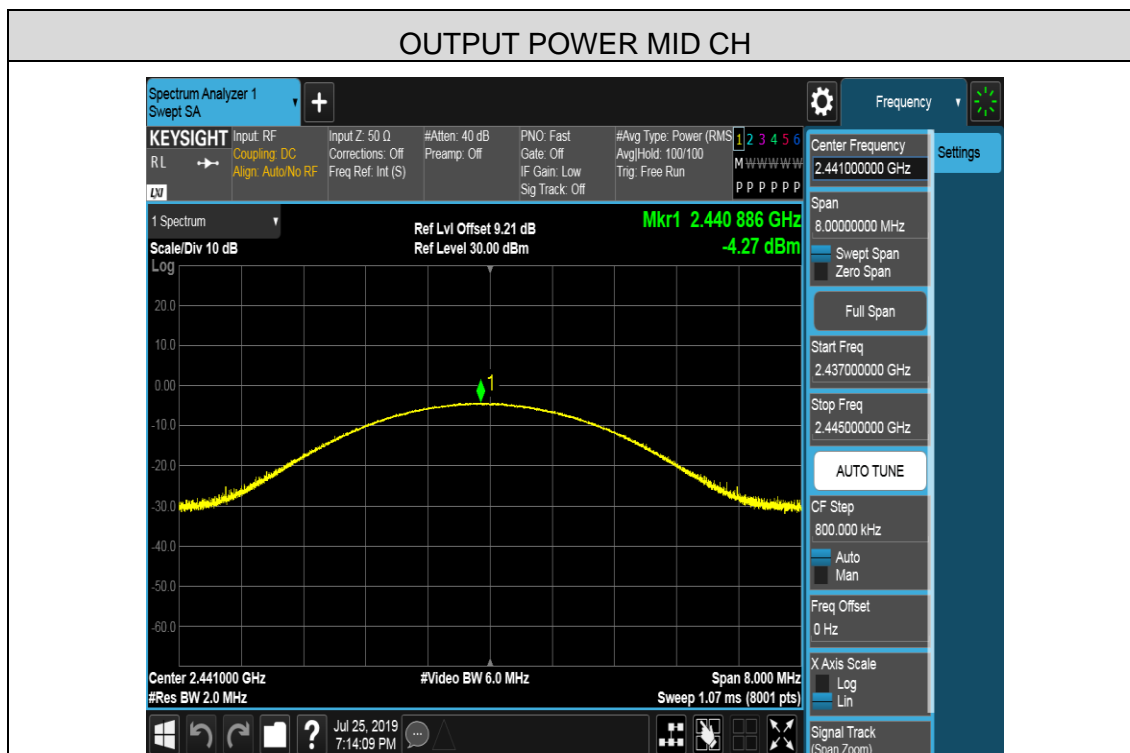 OUTPUT POWER MID CH
Spectrum Analyzer 1
Swept SA
+
Frequency
KEYSIGHT
R L
LXI
Input: RF
Coupling: DC
Align: Auto/No RF
Input Z: 50 Ω
Corrections: Off
Freq Ref: Int (S)
#Atten: 40 dB
Preamp: Off
PNO: Fast
Gate: Off
IF Gain: Low
Sig Track: Off
#Avg Type: Power (RMS
Avg|Hold: 100/100
Trig: Free Run
1 2 3 4 5 6
M W W W W W
P P P P P P
1 Spectrum
Scale/Div 10 dB
Ref Lvl Offset 9.21 dB
Ref Level 30.00 dBm
Mkr1 2.440 886 GHz
-4.27 dBm
Log
20.0
10.0
0.00
-10.0
-20.0
-30.0
-40.0
-50.0
-60.0
1
Center 2.441000 GHz
#Res BW 2.0 MHz
#Video BW 6.0 MHz
Span 8.000 MHz
Sweep 1.07 ms (8001 pts)
?
Jul 25, 2019
7:14:09 PM
Center Frequency
2.441000000 GHz
Span
8.00000000 MHz
Swept Span
Zero Span
Full Span
Start Freq
2.437000000 GHz
Stop Freq
2.445000000 GHz
AUTO TUNE
CF Step
800.000 kHz
Auto
Man
Freq Offset
0 Hz
X Axis Scale
Log
Lin
Signal Track
(Span Zoom)
Settings